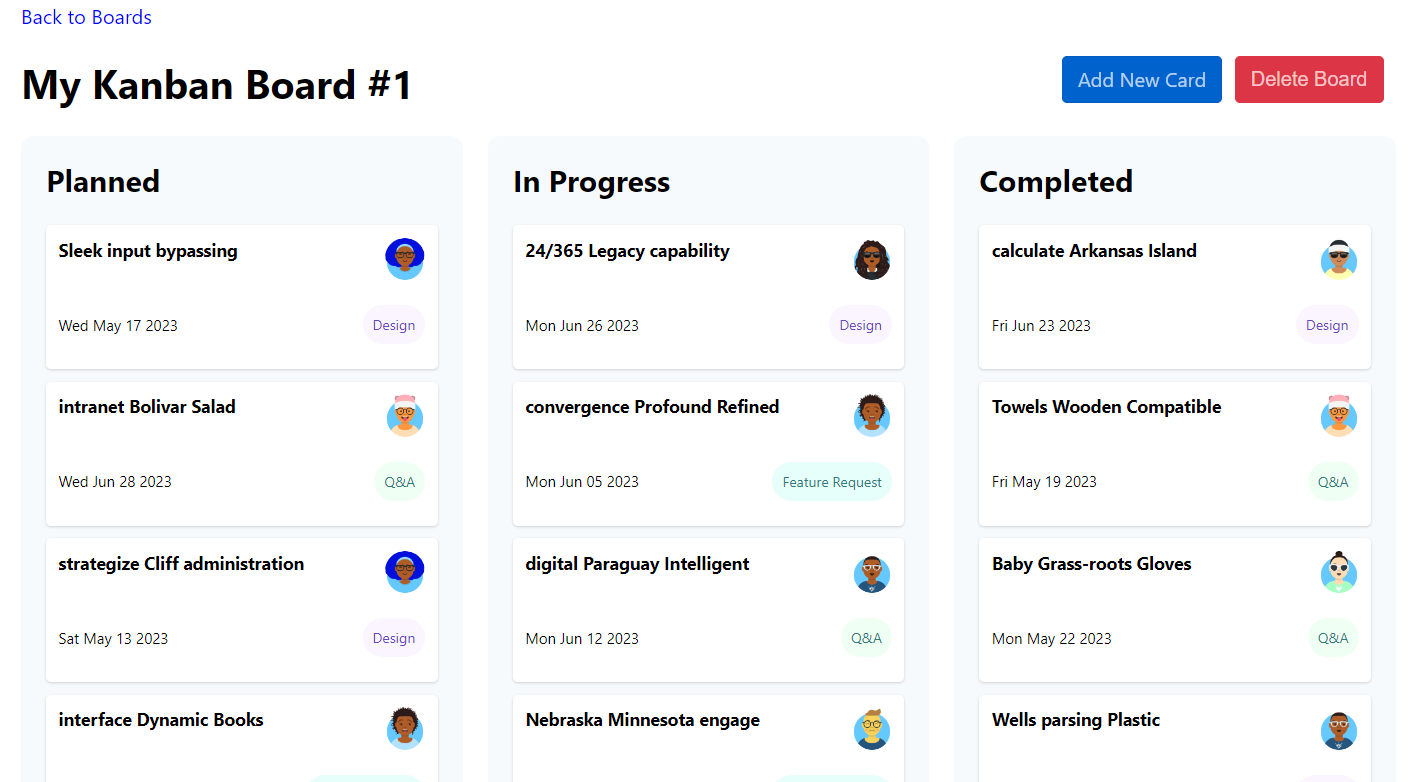 Back to Boards
My Kanban Board #1
Add New Card
Delete Board
Planned
Sleek input bypassing
Wed May 17 2023
Design
intranet Bolivar Salad
Wed Jun 28 2023
Q&A
strategize Cliff administration
Sat May 13 2023
Design
interface Dynamic Books
In Progress
24/365 Legacy capability
Mon Jun 26 2023
Design
convergence Profound Refined
Mon Jun 05 2023
Feature Request
digital Paraguay Intelligent
Mon Jun 12 2023
Q&A
Nebraska Minnesota engage
Completed
calculate Arkansas Island
Fri Jun 23 2023
Design
Towels Wooden Compatible
Fri May 19 2023
Q&A
Baby Grass-roots Gloves
Mon May 22 2023
Q&A
Wells parsing Plastic